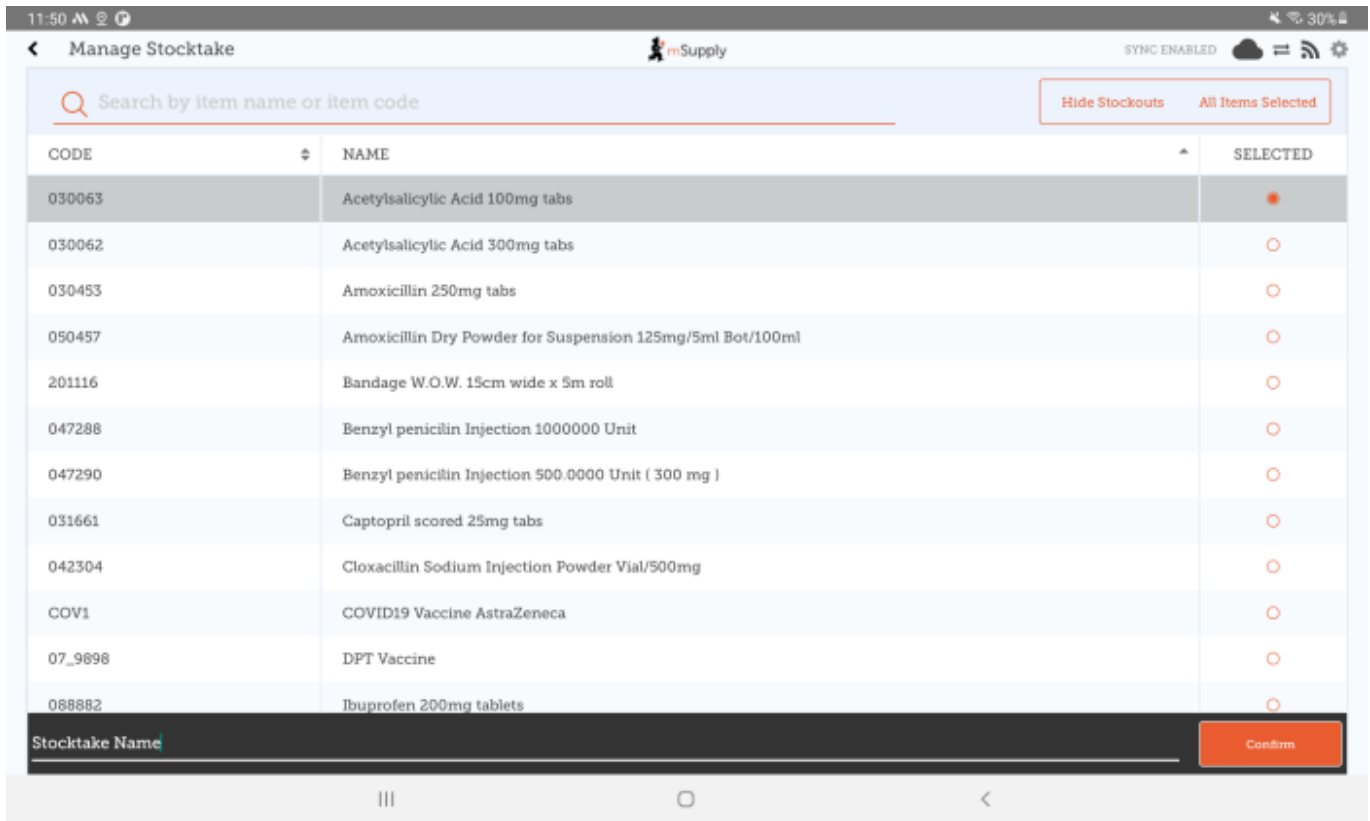 11:50 30%
Manage Stocktake mSupply SYNC ENABLED
Search by item name or item code Hide Stockouts All Items Selected
CODE NAME SELECTED
030063 Acetylsalicylic Acid 100mg tabs
030062 Acetylsalicylic Acid 300mg tabs
030453 Amoxicillin 250mg tabs
050457 Amoxicillin Dry Powder for Suspension 125mg/5ml Bot/100ml
201116 Bandage W.O.W. 15cm wide x 5m roll
047288 Benzyl penicilin Injection 1000000 Unit
047290 Benzyl penicilin Injection 500.0000 Unit ( 300 mg )
031661 Captopril scored 25mg tabs
042304 Cloxacillin Sodium Injection Powder Vial/500mg
COV1 COVID19 Vaccine AstraZeneca
07_9898 DPT Vaccine
088882 Ibuprofen 200mg tablets
Stocktake Name Confirm